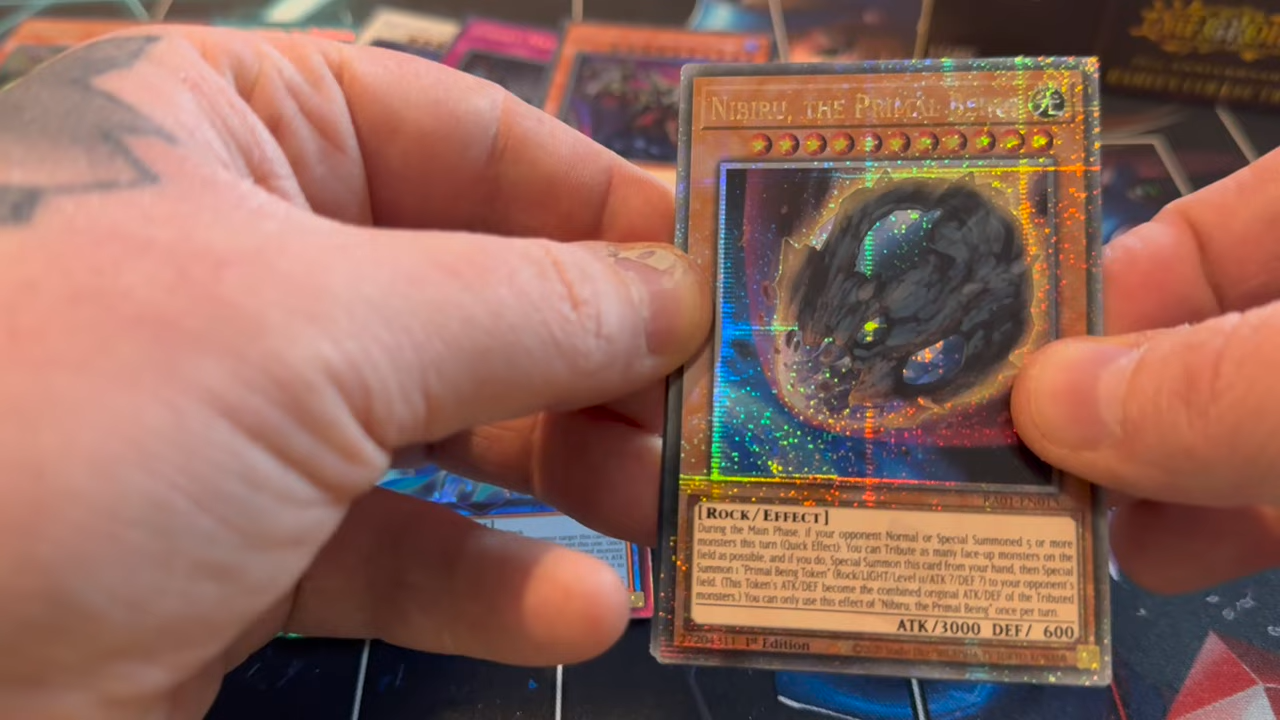 NIBIRU, THE PRIMAL BEING
RA01-EN015
[ROCK/EFFECT]
During the Main Phase, if your opponent Normal or Special Summoned 5 or more
monsters this turn (Quick Effect): You can Tribute as many face-up monsters on the
field as possible, and if you do, Special Summon this card from your hand, then Special
Summon 1 "Primal Being Token" (Rock/LIGHT/Level 11/ATK ?/DEF ?) to your opponent's
field. (This Token's ATK/DEF become the combined original ATK/DEF of the Tributed
monsters.) You can only use this effect of "Nibiru, the Primal Being" once per turn.
ATK/3000 DEF/ 600
27204311 1st Edition